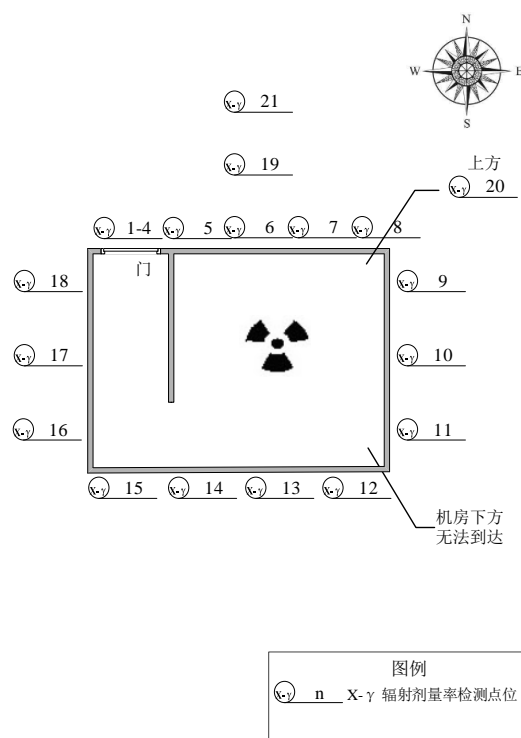 N
W E
S
X-γ 21
X-γ 19
上方
X-γ 20
X-γ 1-4 X-γ 5 X-γ 6 X-γ 7 X-γ 8
门
X-γ 18
X-γ 9
X-γ 17
X-γ 10
X-γ 16
X-γ 11
X-γ 15 X-γ 14 X-γ 13 X-γ 12
机房下方
无法到达
图例
X-γ n X-γ 辐射剂量率检测点位